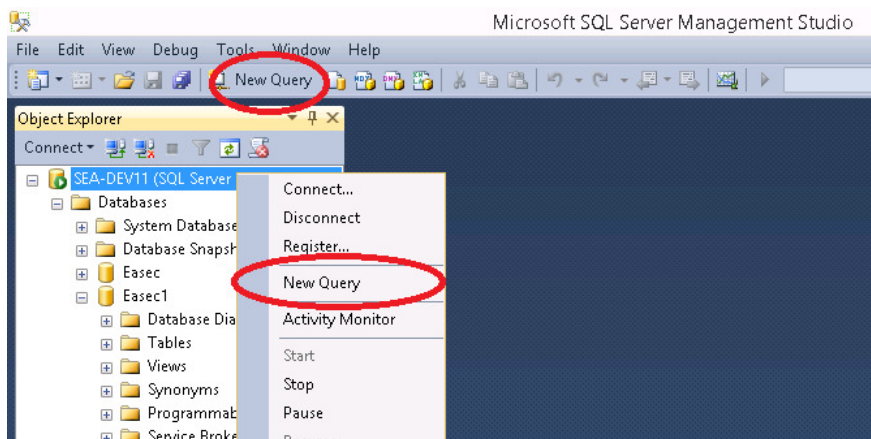 Microsoft SQL Server Management Studio
File Edit View Debug Tools Window Help
New Query
Object Explorer
Connect
SEA-DEV11 (SQL Server
Databases
System Database
Database Snapsh
Easec
Easec1
Database Dia
Tables
Views
Synonyms
Programmab
Service Broke
Connect...
Disconnect
Register...
New Query
Activity Monitor
Start
Stop
Pause